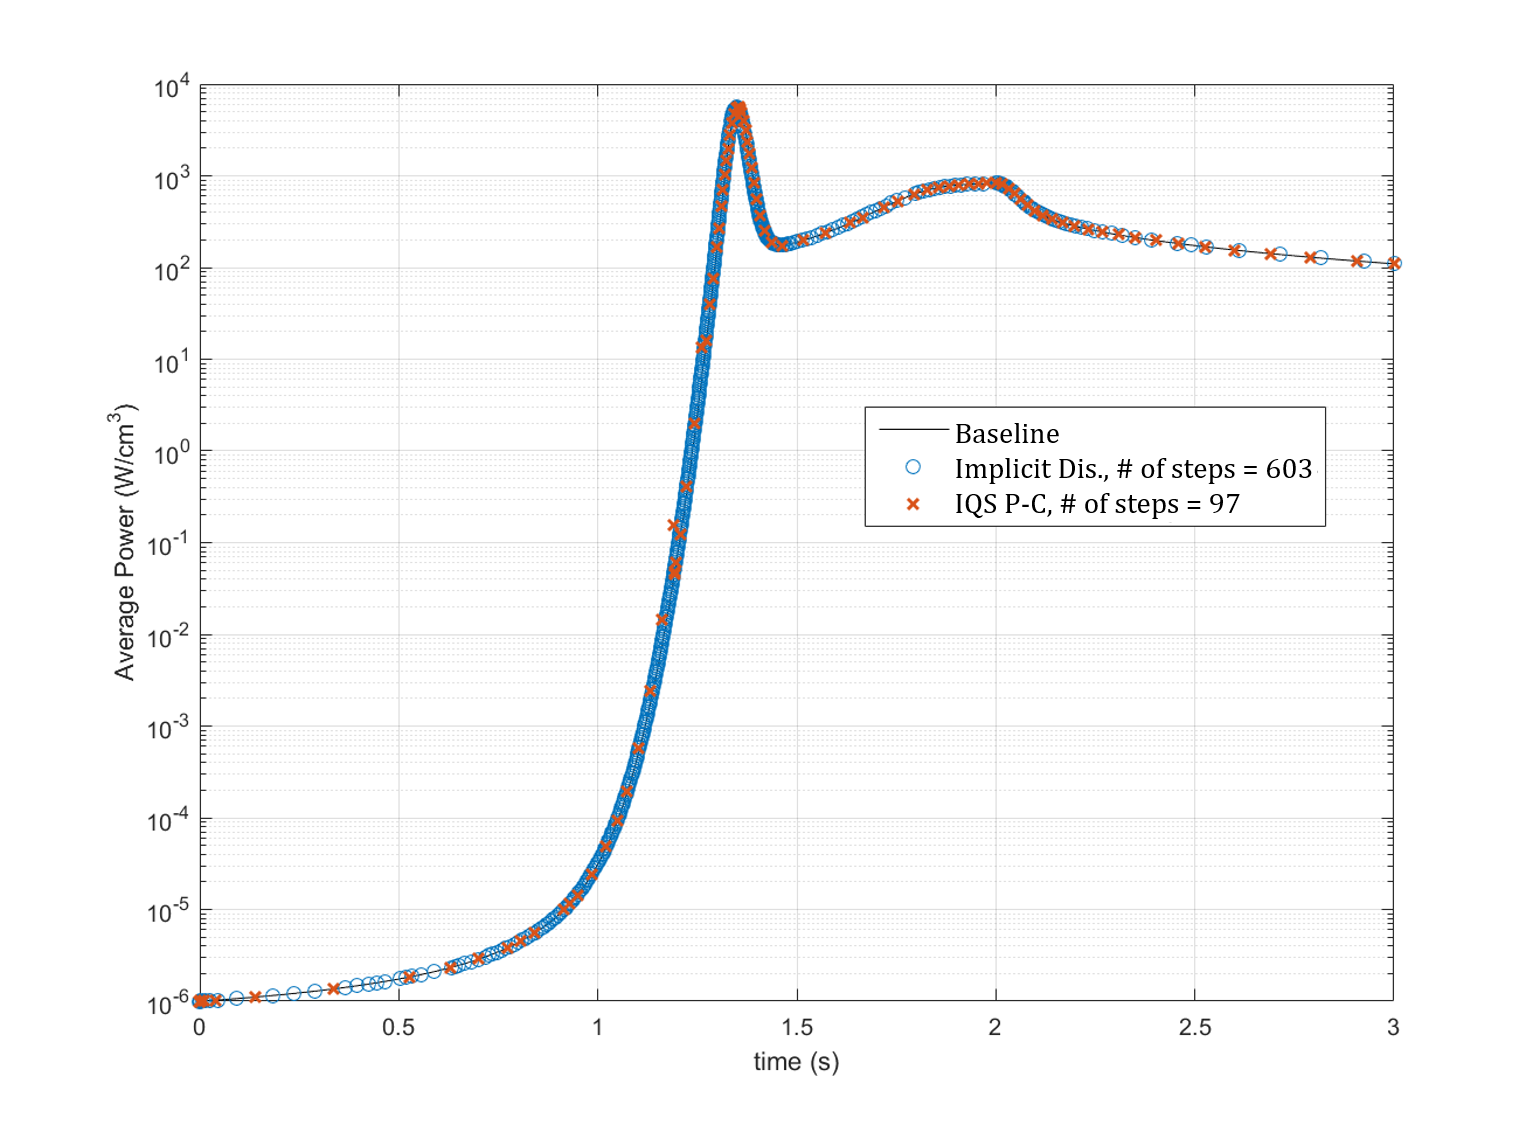 10^4
10^3
10^2
10^1
10^0
10^-1
10^-2
10^-3
10^-4
10^-5
10^-6
Average Power (W/cm^3)
Baseline
Implicit Dis., # of steps = 603
IQS P-C, # of steps = 97
0 0.5 1 1.5 2 2.5 3
time (s)